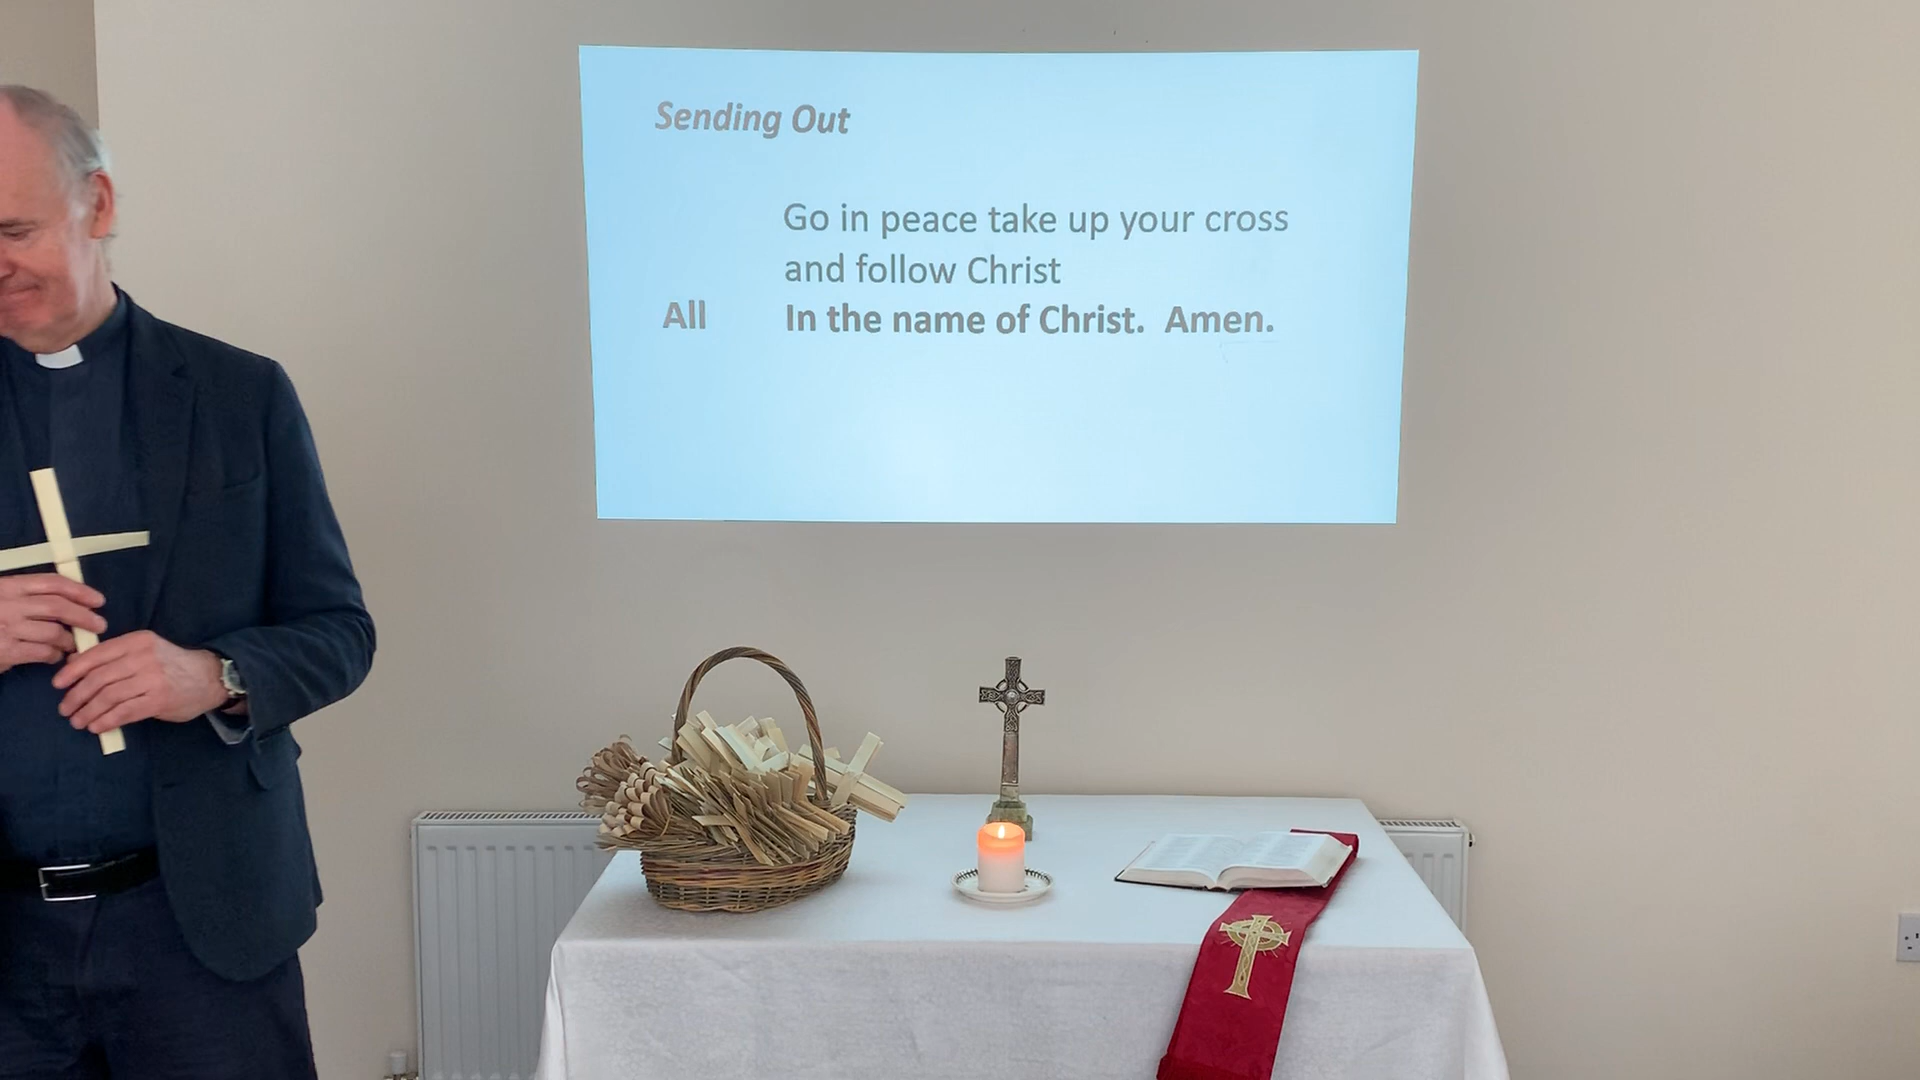 Sending Out
Go in peace take up your cross
and follow Christ
All In the name of Christ. Amen.